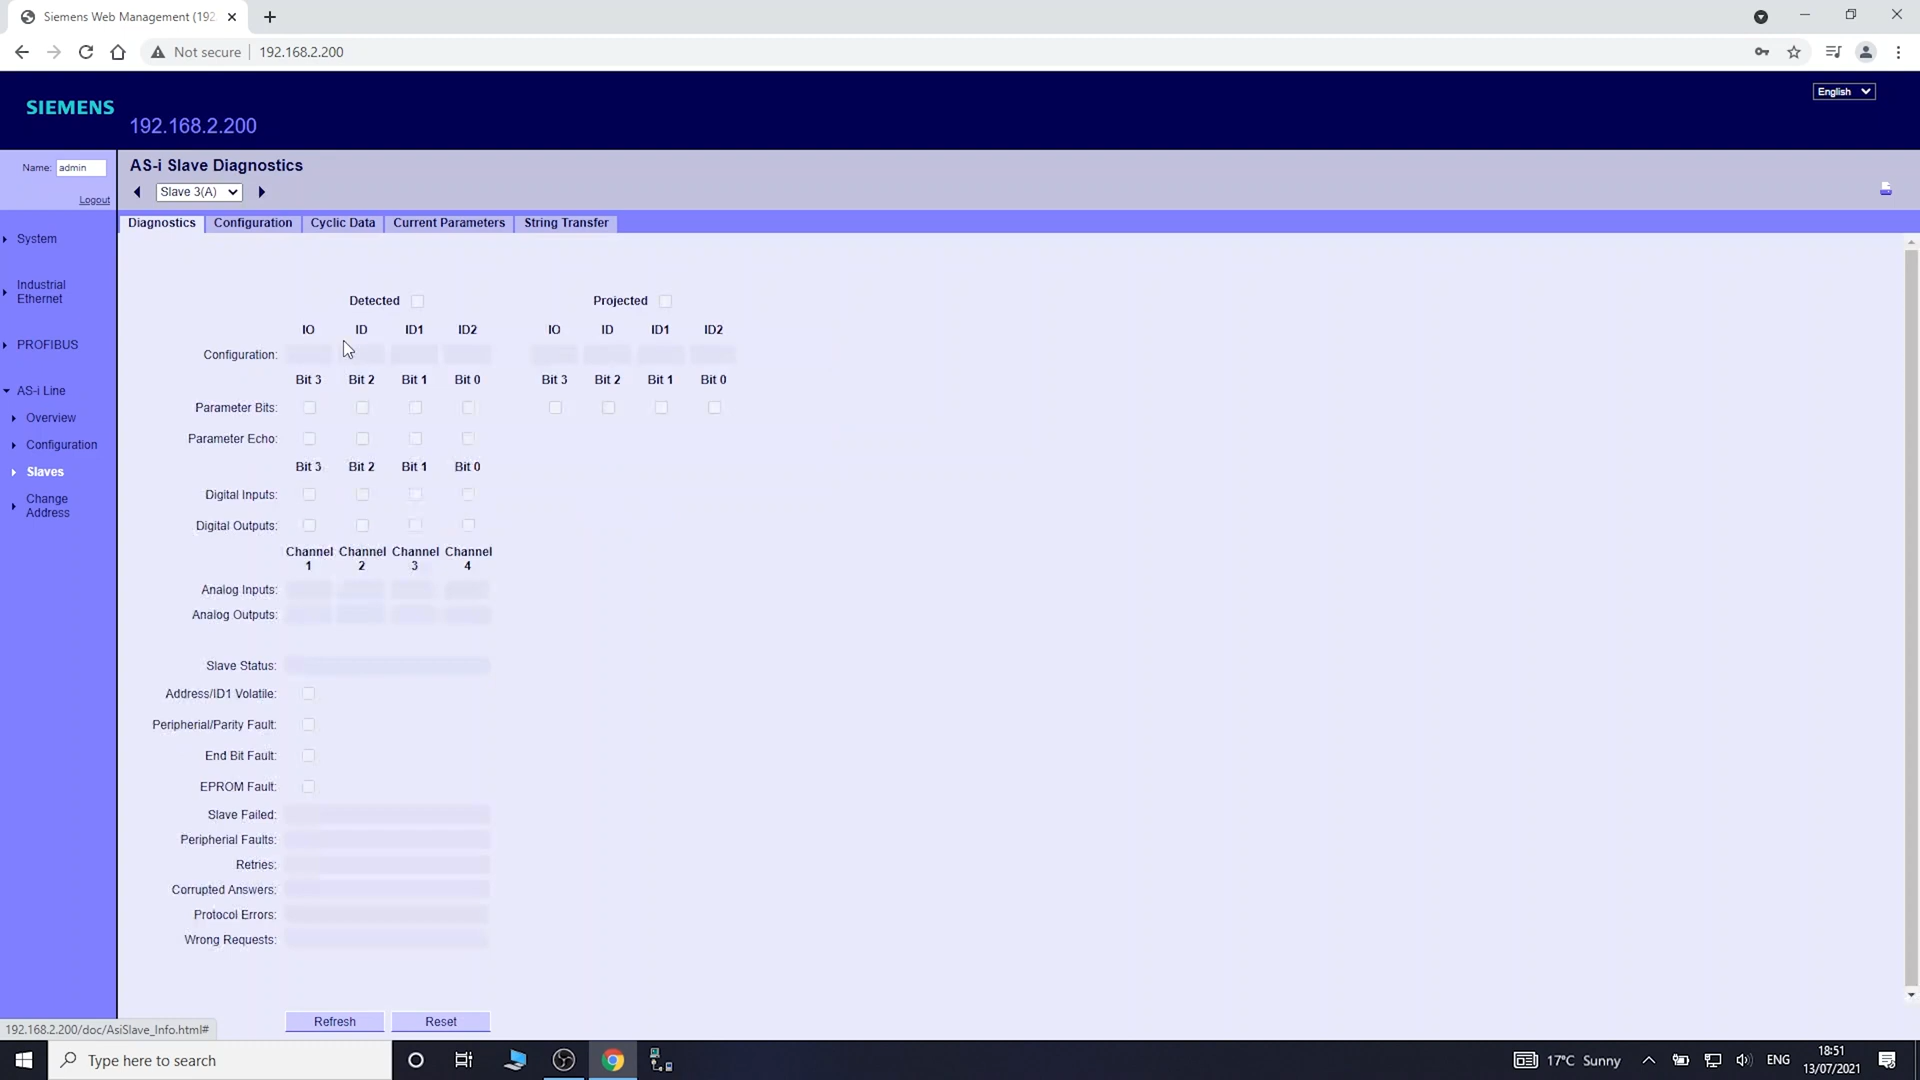 Siemens Web Management (192.
Not secure
192.168.2.200
SIEMENS
192.168.2.200
English
Name: admin
Logout
AS-i Slave Diagnostics
Slave 3(A)
Diagnostics
Configuration
Cyclic Data
Current Parameters
String Transfer
System
Industrial
Ethernet
PROFIBUS
AS-i Line
Overview
Configuration
Slaves
Change
Address
Detected
Projected
IO ID ID1 ID2 IO ID ID1 ID2
Configuration:
Bit 3 Bit 2 Bit 1 Bit 0 Bit 3 Bit 2 Bit 1 Bit 0
Parameter Bits:
Parameter Echo:
Bit 3 Bit 2 Bit 1 Bit 0
Digital Inputs:
Digital Outputs:
Channel Channel Channel Channel
1 2 3 4
Analog Inputs:
Analog Outputs:
Slave Status:
Address/ID1 Volatile:
Peripherial/Parity Fault:
End Bit Fault:
EPROM Fault:
Slave Failed:
Peripherial Faults:
Retries:
Corrupted Answers:
Protocol Errors:
Wrong Requests:
Refresh
Reset
192.168.2.200/doc/AsiSlave_Info.html#
Type here to search
17°C Sunny
ENG
18:51
13/07/2021